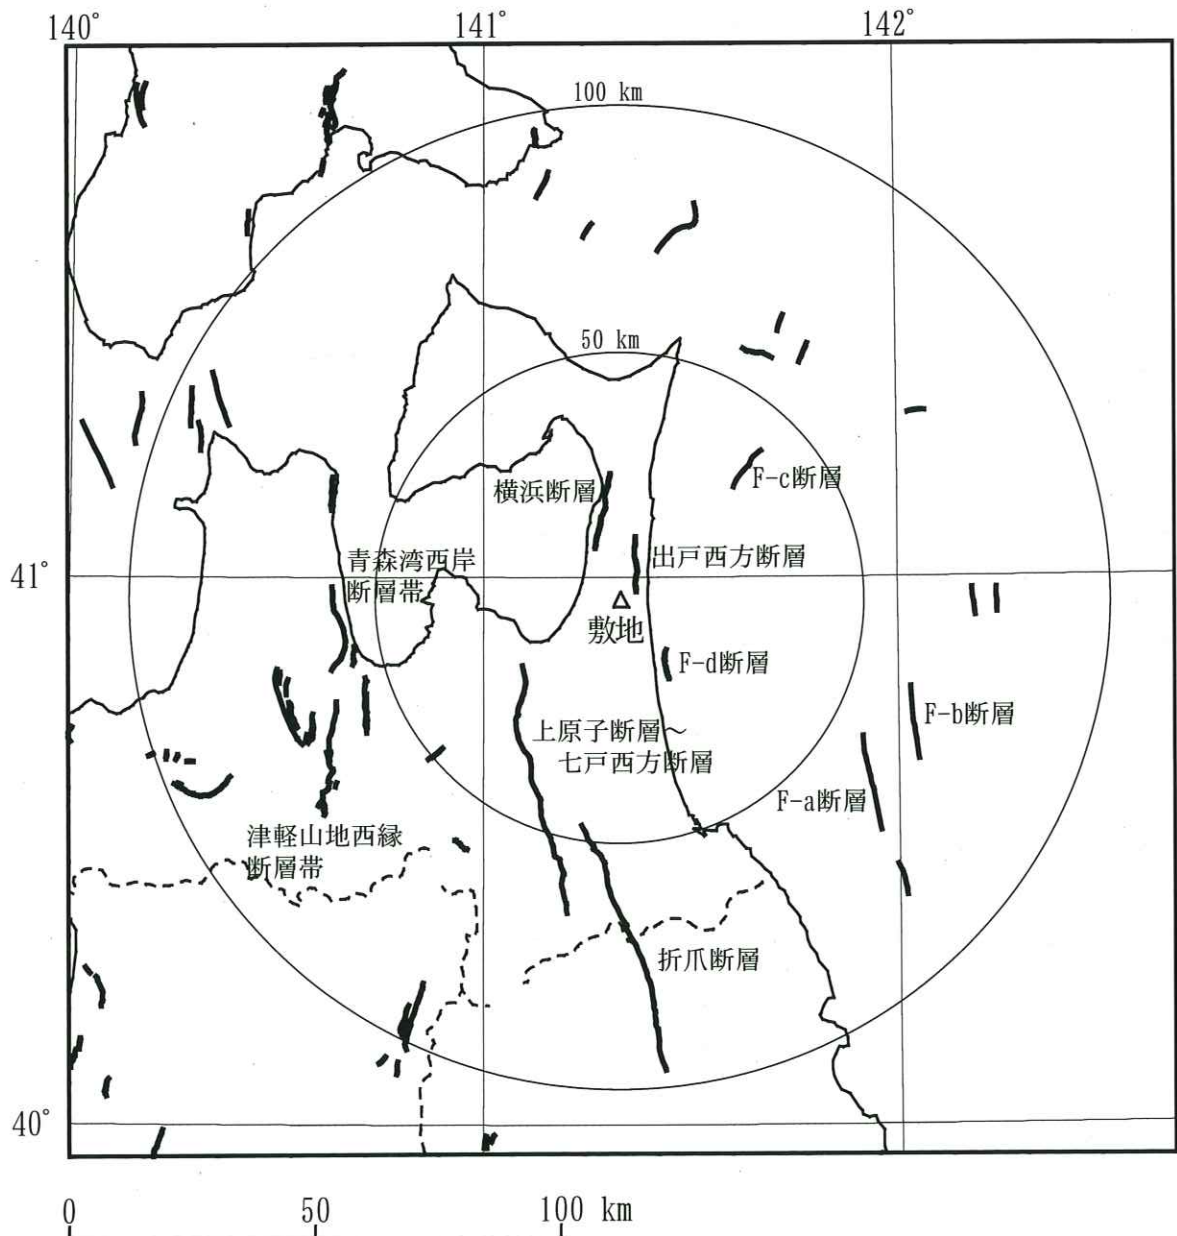 140° 141° 142°
100 km
50 km
F-c断層
横浜断層
青森湾西岸
断層帯
出戸西方断層
41°
敷地
F-d断層
F-b断層
上原子断層～
七戸西方断層
F-a断層
津軽山地西縁
断層帯
折爪断層
40°
0 50 100 km